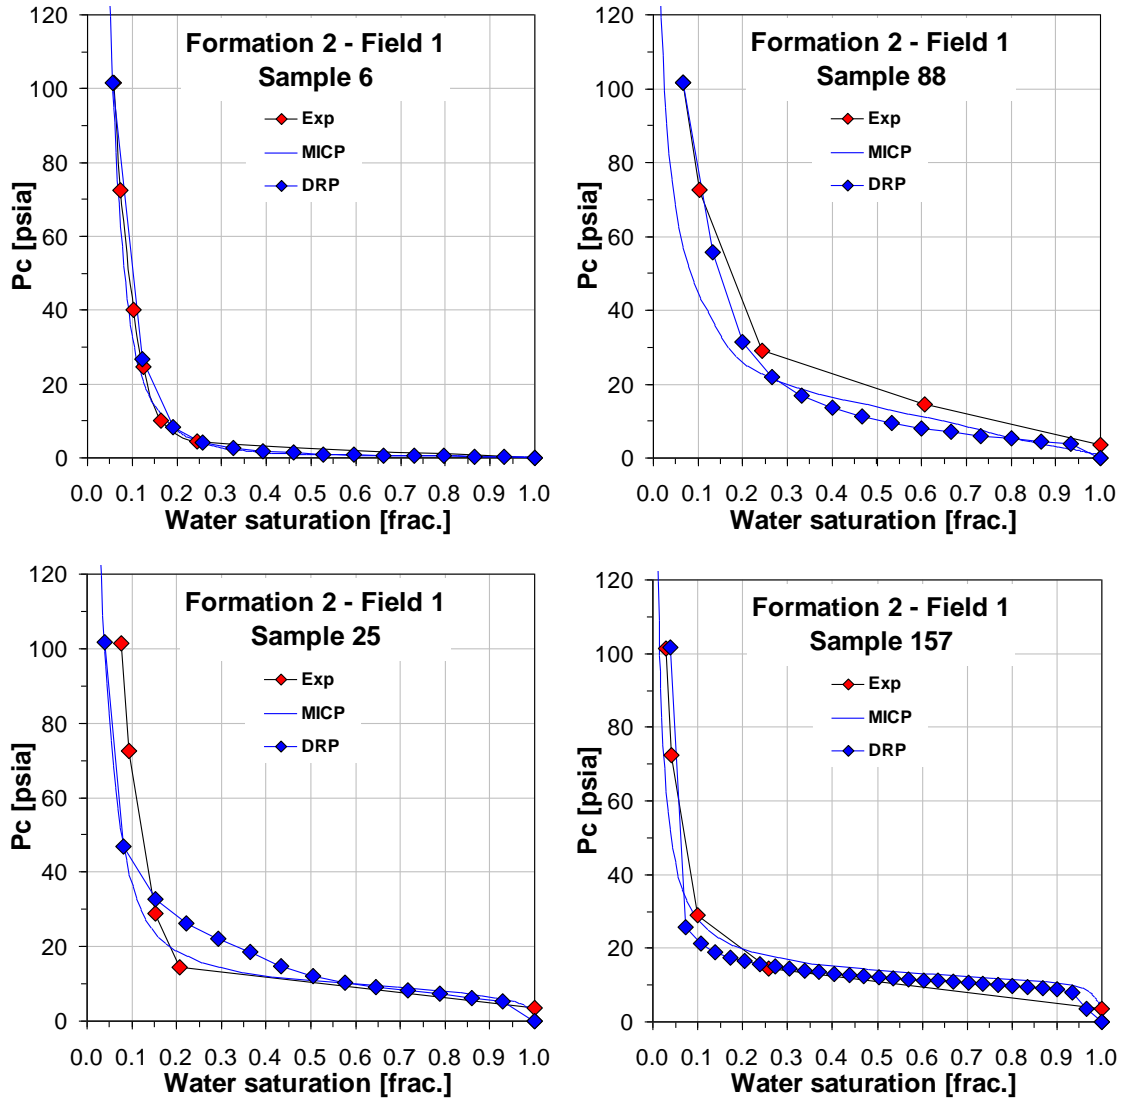 Formation 2 - Field 1
Sample 6
Exp
MICP
DRP
Pc [psia]
120
100
80
60
40
20
0
0.0 0.1 0.2 0.3 0.4 0.5 0.6 0.7 0.8 0.9 1.0
Water saturation [frac.]
Formation 2 - Field 1
Sample 88
Exp
MICP
DRP
Pc [psia]
120
100
80
60
40
20
0
0.0 0.1 0.2 0.3 0.4 0.5 0.6 0.7 0.8 0.9 1.0
Water saturation [frac.]
Formation 2 - Field 1
Sample 25
Exp
MICP
DRP
Pc [psia]
120
100
80
60
40
20
0
0.0 0.1 0.2 0.3 0.4 0.5 0.6 0.7 0.8 0.9 1.0
Water saturation [frac.]
Formation 2 - Field 1
Sample 157
Exp
MICP
DRP
Pc [psia]
120
100
80
60
40
20
0
0.0 0.1 0.2 0.3 0.4 0.5 0.6 0.7 0.8 0.9 1.0
Water saturation [frac.]